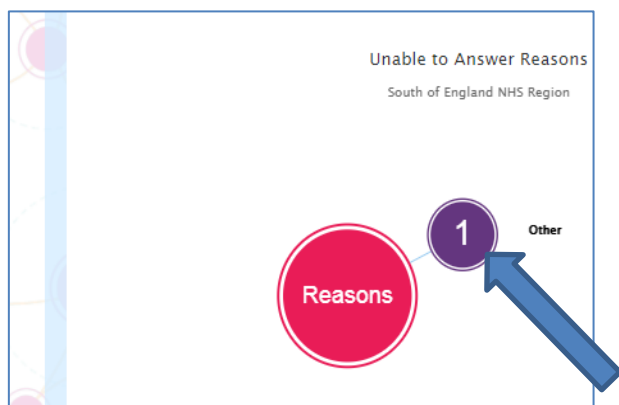 Unable to Answer Reasons
South of England NHS Region
1
Other
Reasons